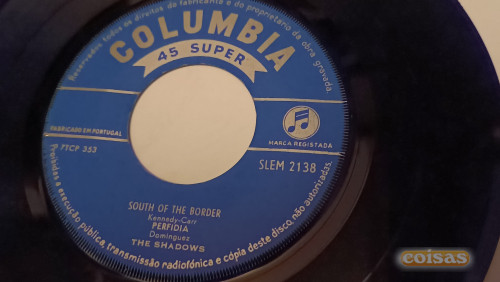 Reservados todos os direitos do fabricante e do proprietario da obra gravada.
COLUMBIA
45 SUPER
FABRICADO EM PORTUGAL
MARCA REGISTADA
7TCP 353
SLEM 2138
SOUTH OF THE BORDER
Kennedy-Carr
PERFIDIA
Dominguez
THE SHADOWS
Proibidas a execução pública, transmissão radiofónica e cópia deste disco não autorizadas.
coisas